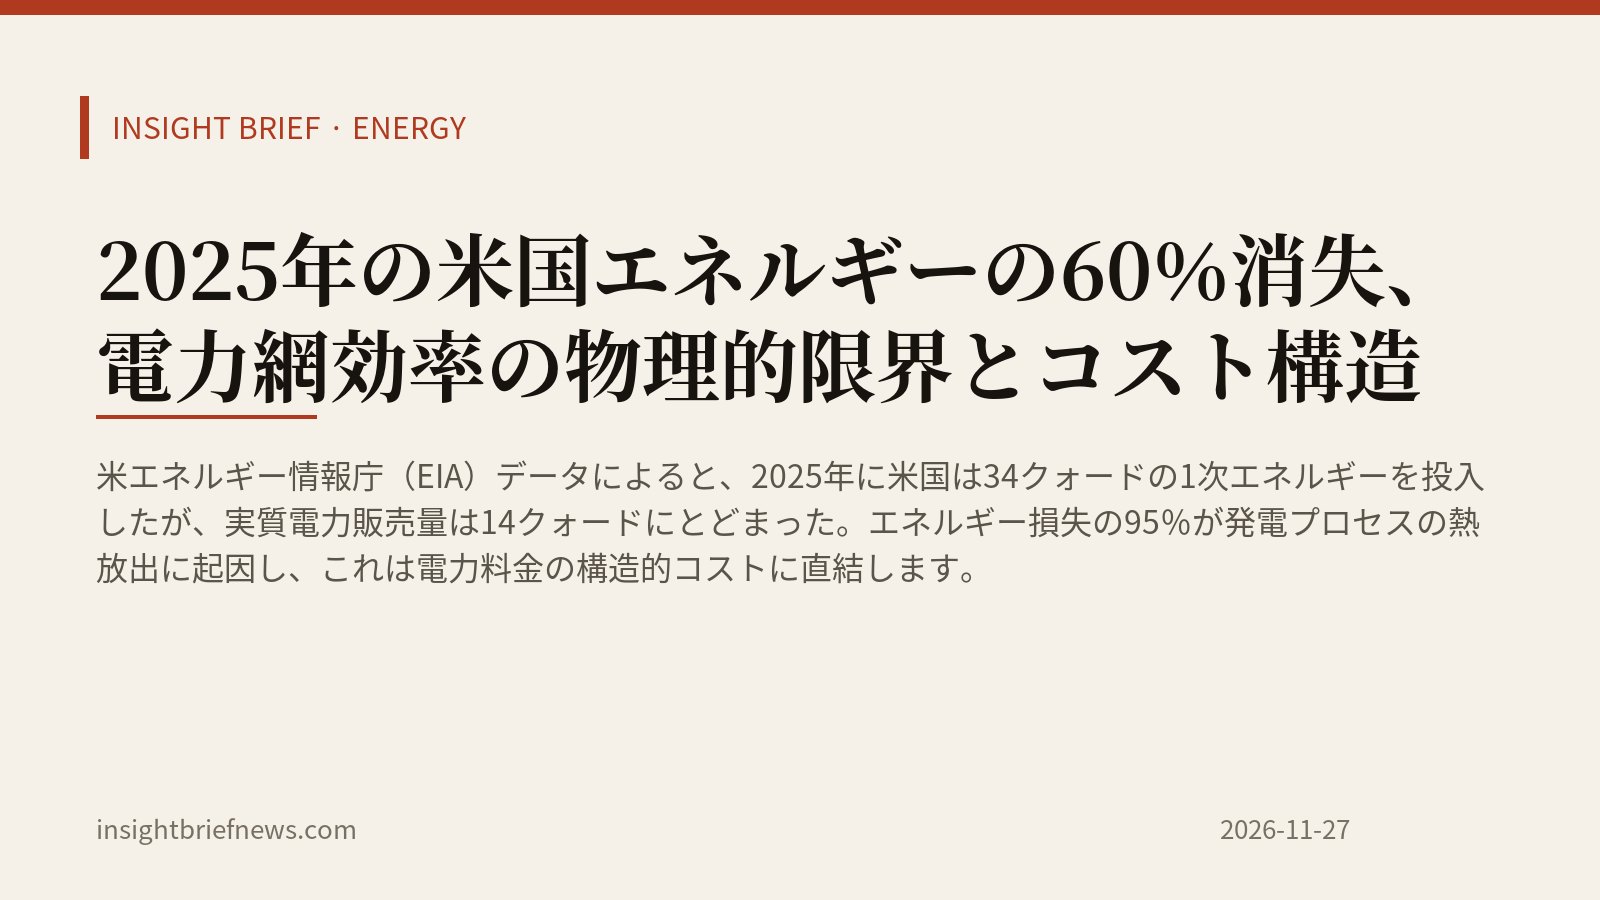 INSIGHT BRIEF · ENERGY
2025年の米国エネルギーの60%消失、
電力網効率の物理的限界とコスト構造
米エネルギー情報庁（EIA）データによると、2025年に米国は34クォードの1次エネルギーを投入
したが、実質電力販売量は14クォードにとどまった。エネルギー損失の95%が発電プロセスの熱
放出に起因し、これは電力料金の構造的コストに直結します。
insightbriefnews.com
2026-11-27